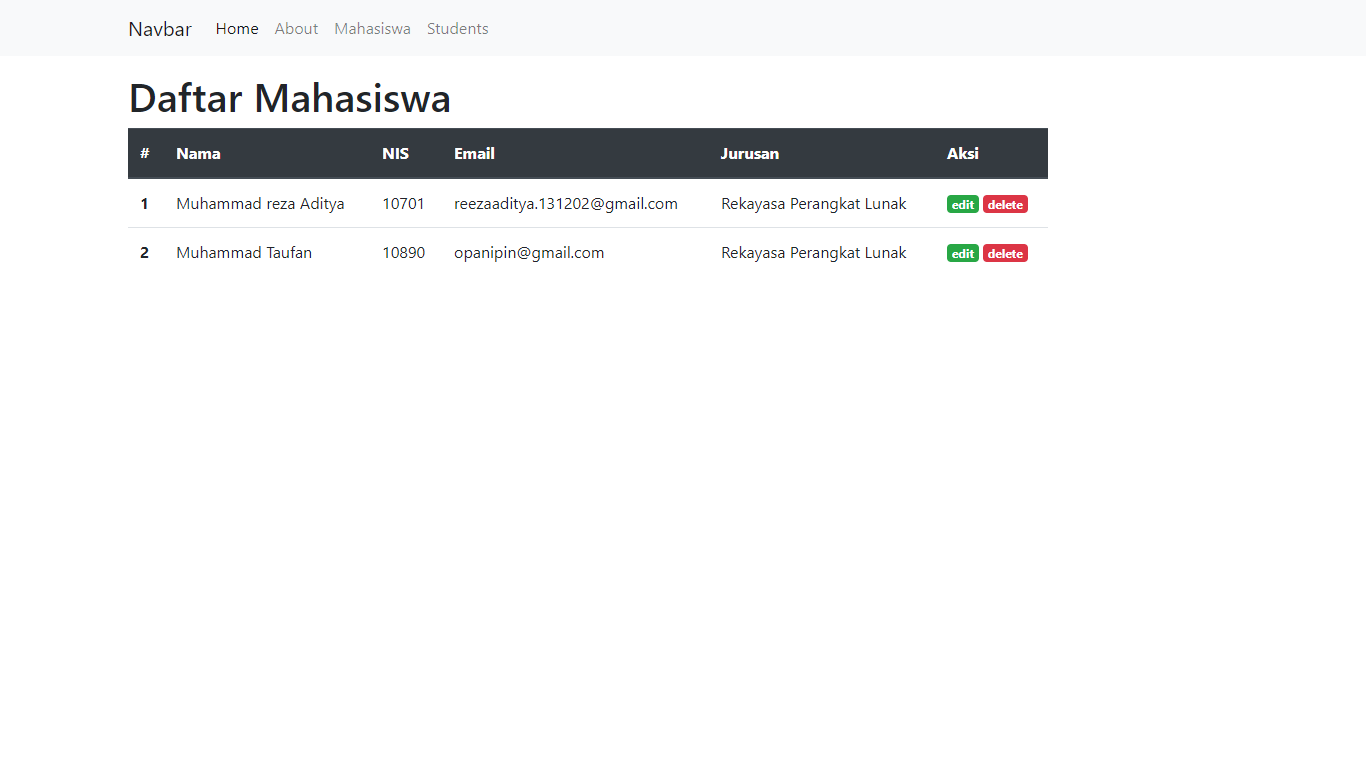 Navbar Home About Mahasiswa Students
Daftar Mahasiswa
# Nama NIS Email Jurusan Aksi
1 Muhammad reza Aditya 10701 reezaaditya.131202@gmail.com Rekayasa Perangkat Lunak edit delete
2 Muhammad Taufan 10890 opanipin@gmail.com Rekayasa Perangkat Lunak edit delete